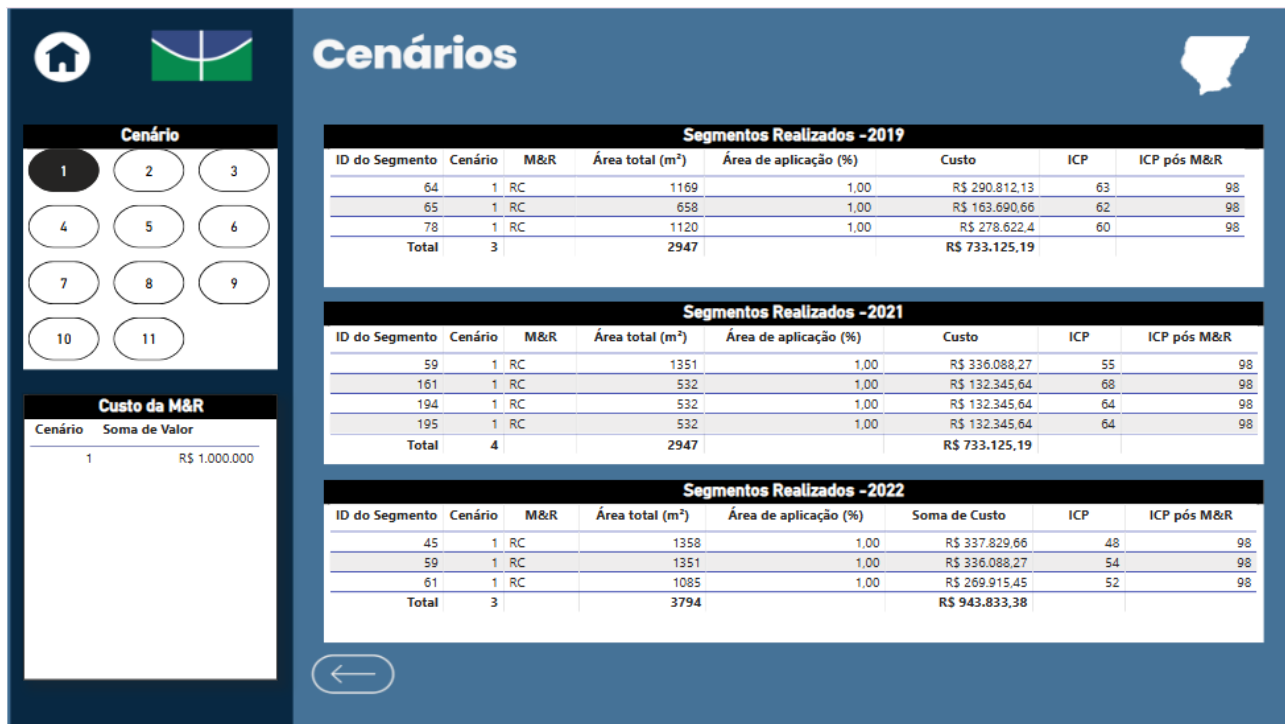 Cenários
Cenário
1 2 3
4 5 6
7 8 9
10 11
Custo da M&R
Cenário Soma de Valor
1 R$ 1.000.000
Segmentos Realizados -2019
ID do Segmento Cenário M&R Área total (m²) Área de aplicação (%) Custo ICP ICP pós M&R
64 1 RC 1169 1,00 R$ 290.812,13 63 98
65 1 RC 658 1,00 R$ 163.690,66 62 98
78 1 RC 1120 1,00 R$ 278.622,4 60 98
Total 3 2947 R$ 733.125,19
Segmentos Realizados -2021
ID do Segmento Cenário M&R Área total (m²) Área de aplicação (%) Custo ICP ICP pós M&R
59 1 RC 1351 1,00 R$ 336.088,27 55 98
161 1 RC 532 1,00 R$ 132.345,64 68 98
194 1 RC 532 1,00 R$ 132.345,64 64 98
195 1 RC 532 1,00 R$ 132.345,64 64 98
Total 4 2947 R$ 733.125,19
Segmentos Realizados -2022
ID do Segmento Cenário M&R Área total (m²) Área de aplicação (%) Soma de Custo ICP ICP pós M&R
45 1 RC 1358 1,00 R$ 337.829,66 48 98
59 1 RC 1351 1,00 R$ 336.088,27 54 98
61 1 RC 1085 1,00 R$ 269.915,45 52 98
Total 3 3794 R$ 943.833,38